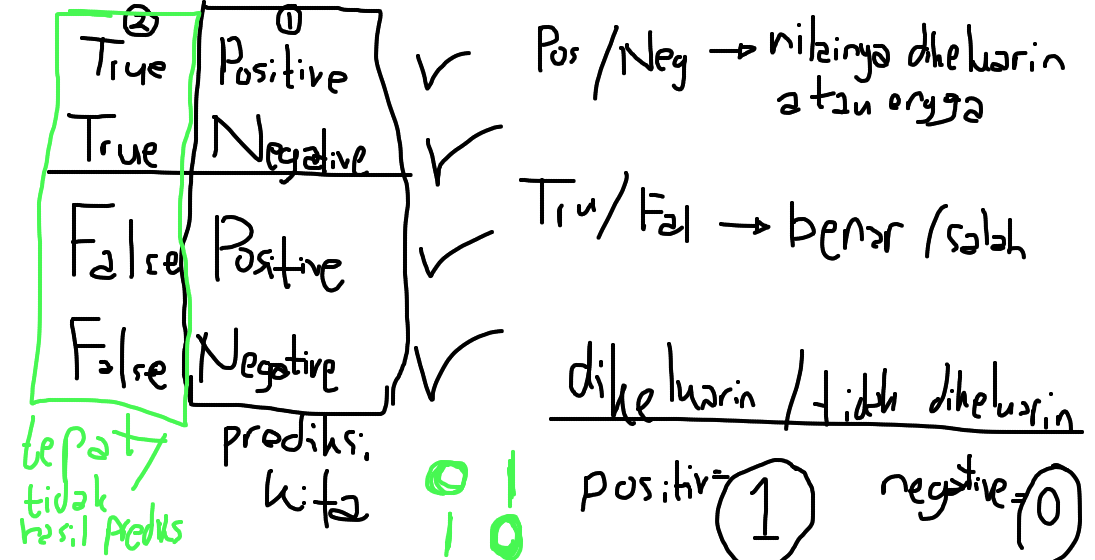 ② ①
True Positive
True Negative
False Positive
False Negative
tepat/
tidak
hasil prediks
prediksi
kita
0 1
1 0
Pos/Neg → nilainya dikeluarin
atau engga
Tru/Fal → benar/salah
dikeluarin/tidak dikeluarin
positiv= 1 negative= 0